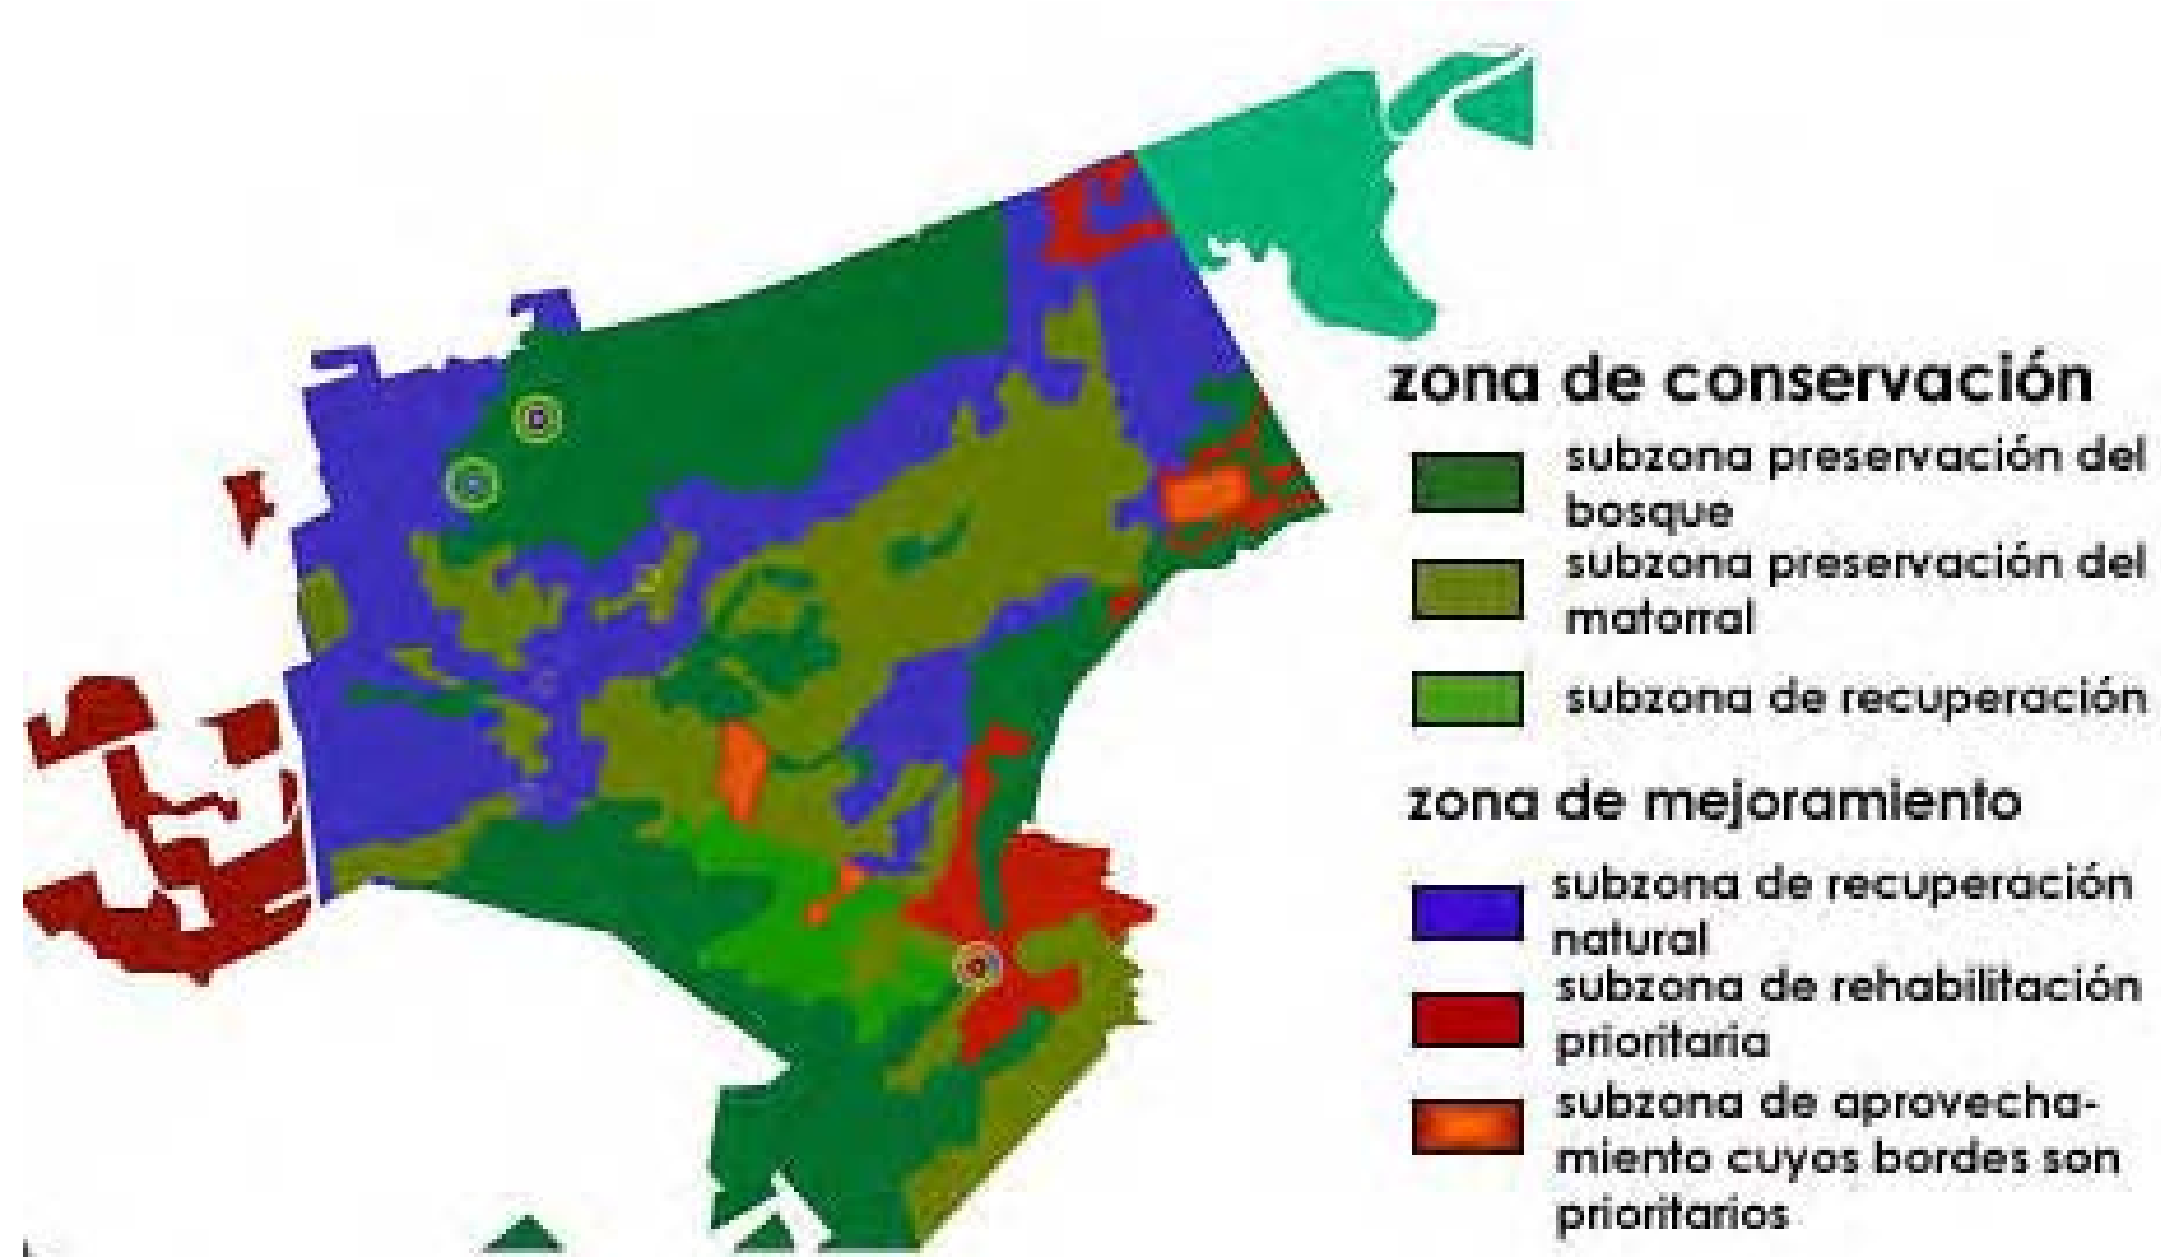 zona de conservación
subzona preservación del
bosque
subzona preservación del
matorral
subzona de recuperación
zona de mejoramiento
subzona de recuperación
natural
subzona de rehabilitación
prioritaria
subzona de aprovecha-
miento cuyos bordes son
prioritarios